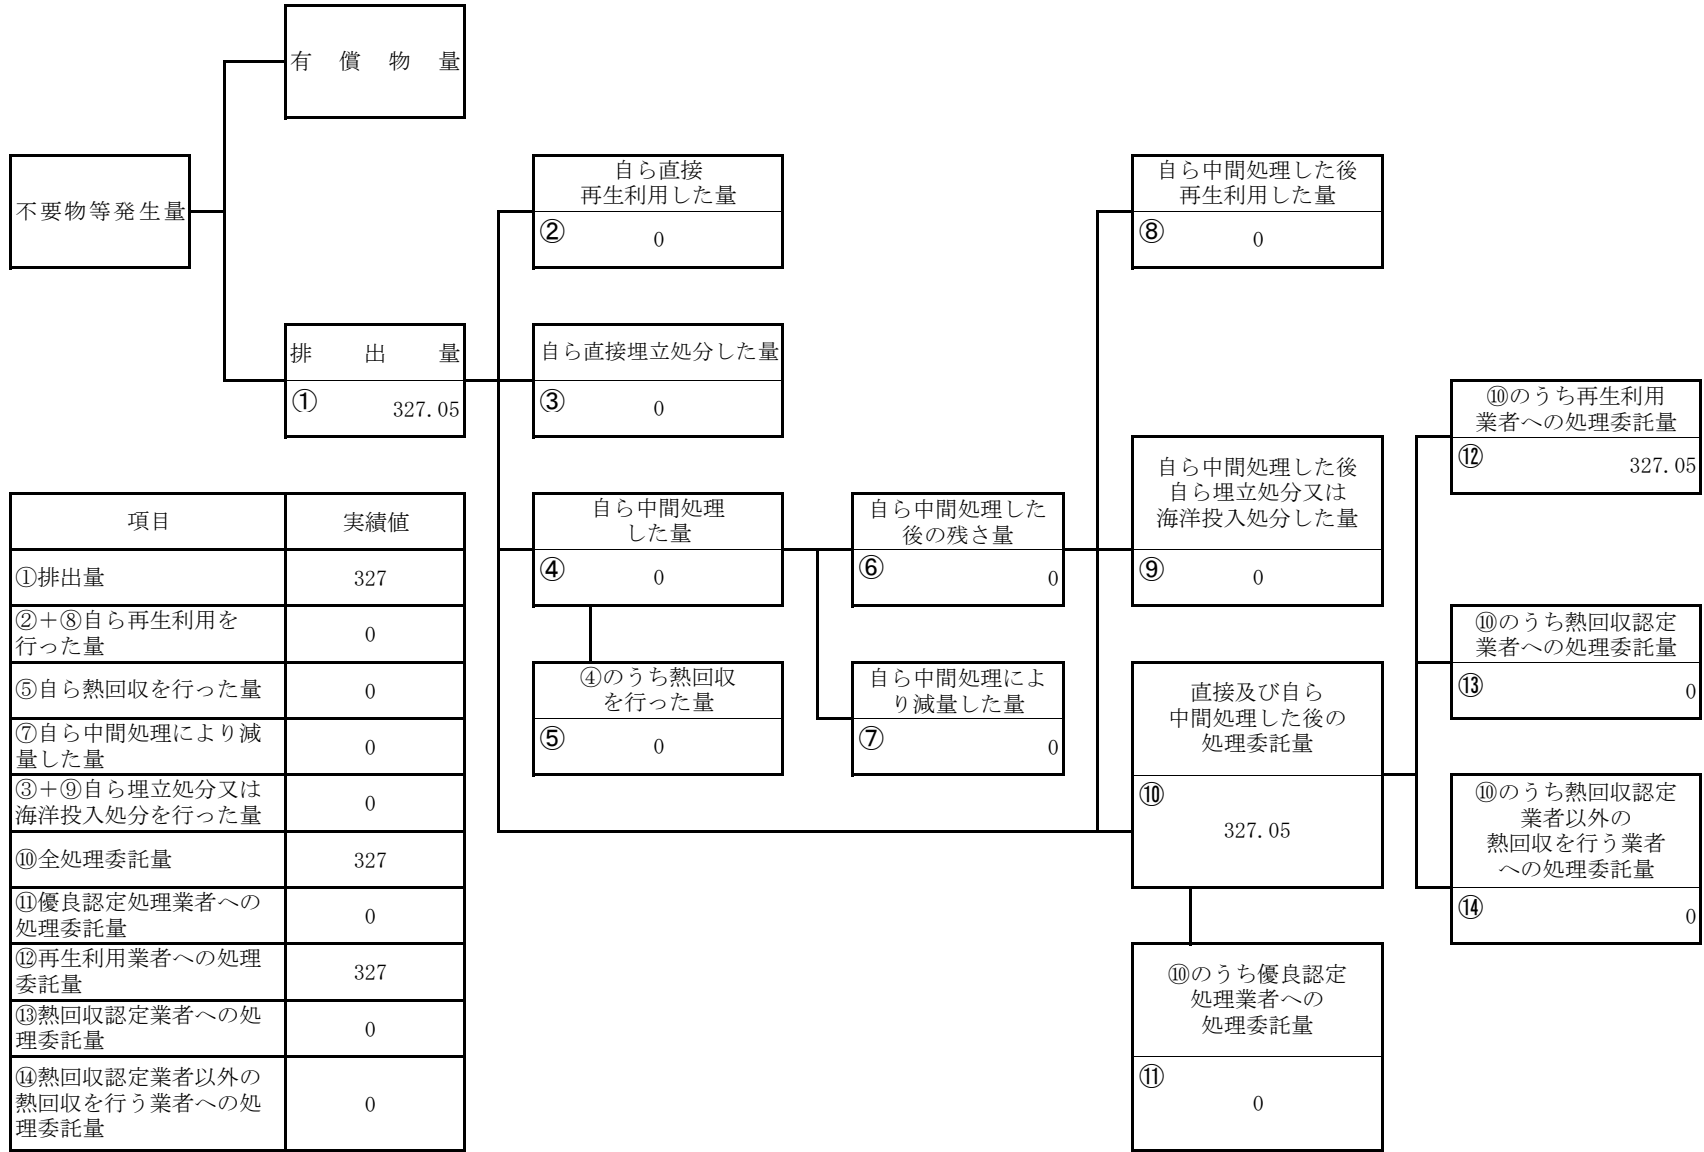 有償物量
不要物等発生量
排出量
① 327.05
自ら直接
再生利用した量
② 0
自ら直接埋立処分した量
③ 0
自ら中間処理
した量
④ 0
④のうち熱回収
を行った量
⑤ 0
自ら中間処理した
後の残さ量
⑥ 0
自ら中間処理によ
り減量した量
⑦ 0
自ら中間処理した後
再生利用した量
⑧ 0
自ら中間処理した後
自ら埋立処分又は
海洋投入処分した量
⑨ 0
直接及び自ら
中間処理した後の
処理委託量
⑩
327.05
⑩のうち優良認定
処理業者への
処理委託量
⑪
0
⑩のうち再生利用
業者への処理委託量
⑫ 327.05
⑩のうち熱回収認定
業者への処理委託量
⑬ 0
⑩のうち熱回収認定
業者以外の
熱回収を行う業者
への処理委託量
⑭ 0
項目 実績値
①排出量 327
②＋⑧自ら再生利用を
行った量 0
⑤自ら熱回収を行った量 0
⑦自ら中間処理により減
量した量 0
③＋⑨自ら埋立処分又は
海洋投入処分を行った量 0
⑩全処理委託量 327
⑪優良認定処理業者への
処理委託量 0
⑫再生利用業者への処理
委託量 327
⑬熱回収認定業者への処
理委託量 0
⑭熱回収認定業者以外の
熱回収を行う業者への処 0
理委託量